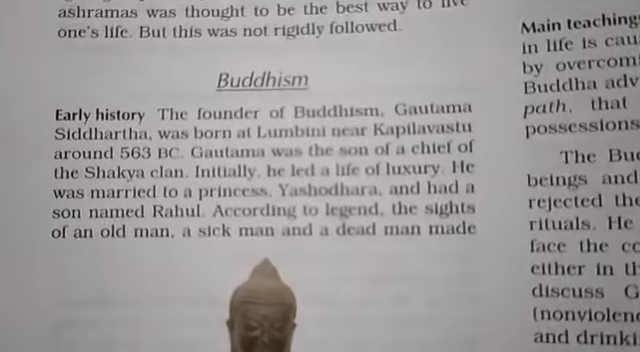 ashramas was thought to be the best way to live
one's life. But this was not rigidly followed.
Buddhism
Early history The founder of Buddhism, Gautama
Siddhartha, was born at Lumbini near Kapilavastu
around 563 BC. Gautama was the son of a chief of
the Shakya clan. Initially, he led a life of luxury. He
was married to a princess, Yashodhara, and had a
son named Rahul. According to legend, the sights
of an old man, a sick man and a dead man made
Main teaching
in life is cau
by overcomi
Buddha adv
path, that
possessions
The Bud
beings and
rejected the
rituals. He
face the co
either in th
discuss G
(nonviolenc
and drinki